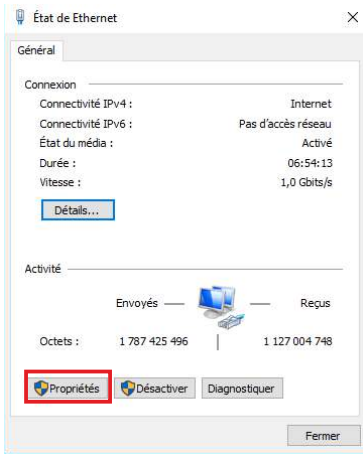 État de Ethernet
Général
Connexion
Connectivité IPv4 : Internet
Connectivité IPv6 : Pas d'accès réseau
État du média : Activé
Durée : 06:54:13
Vitesse : 1,0 Gbits/s
Détails...
Activité
Envoyés Reçus
Octets : 1 787 425 496 1 127 004 748
Propriétés Désactiver Diagnostiquer
Fermer